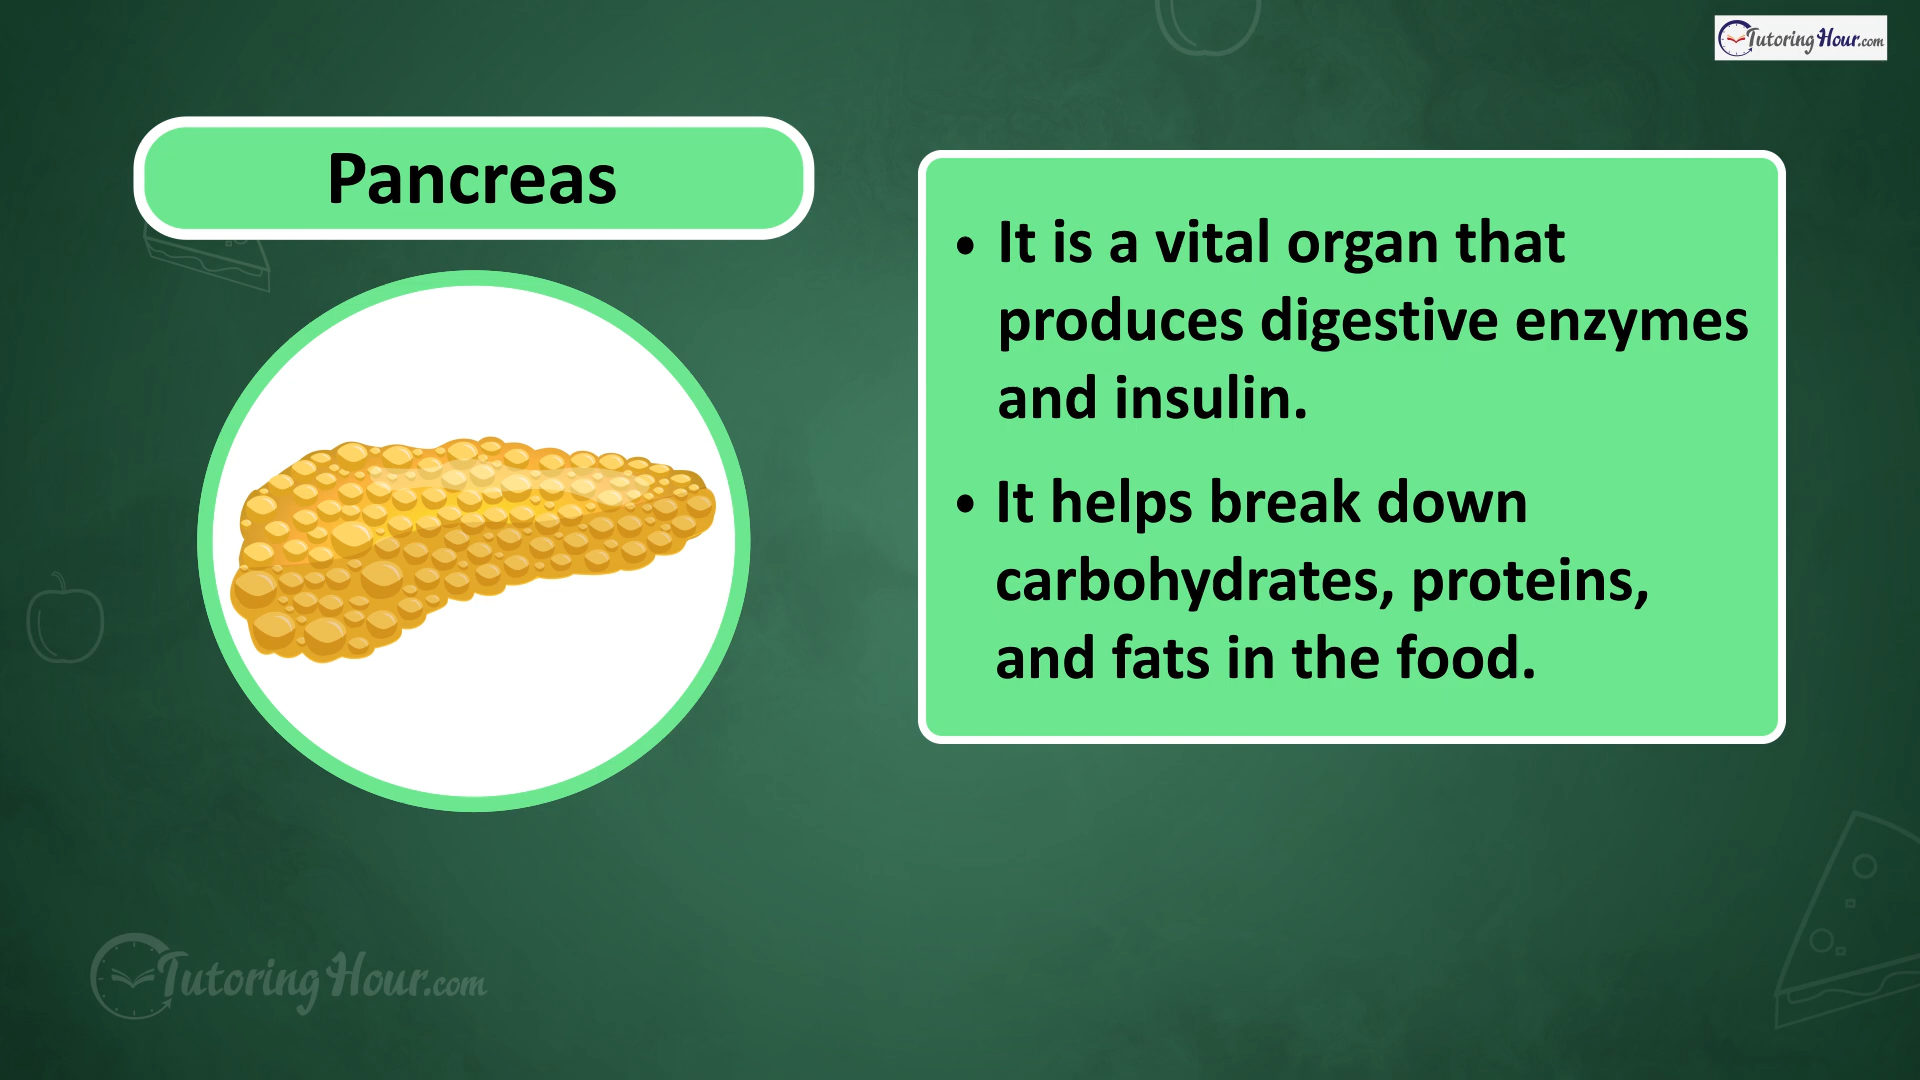 TutoringHour.com
Pancreas
• It is a vital organ that
produces digestive enzymes
and insulin.
• It helps break down
carbohydrates, proteins,
and fats in the food.
TutoringHour.com